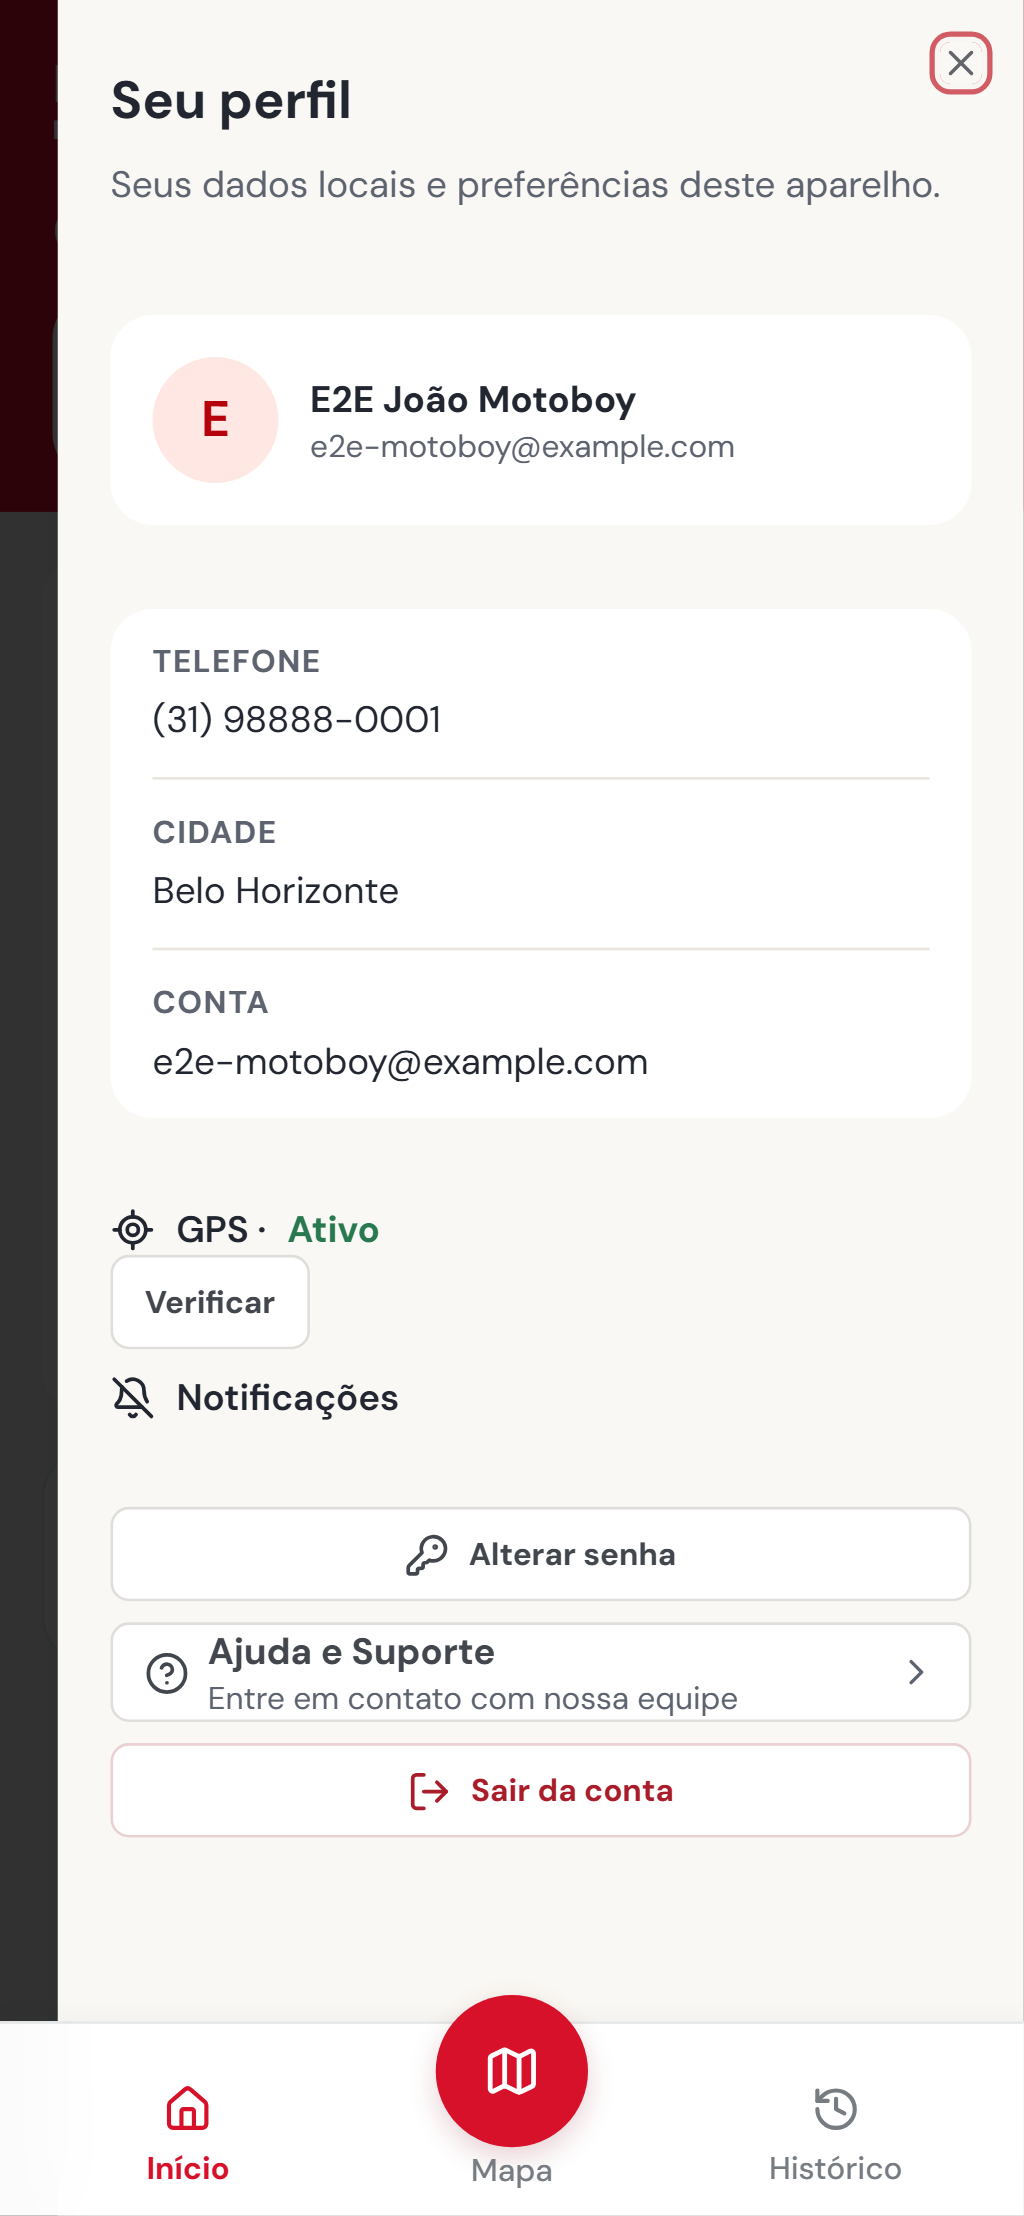 Seu perfil
Seus dados locais e preferências deste aparelho.
E
E2E João Motoboy
e2e-motoboy@example.com
TELEFONE
(31) 98888-0001
CIDADE
Belo Horizonte
CONTA
e2e-motoboy@example.com
GPS · Ativo
Verificar
Notificações
Alterar senha
Ajuda e Suporte
Entre em contato com nossa equipe
Sair da conta
Início
Mapa
Histórico